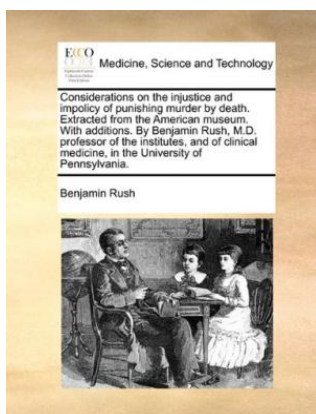 ECCO
Medicine, Science and Technology
Considerations on the injustice and
impolicy of punishing murder by death.
Extracted from the American museum.
With additions. By Benjamin Rush, M.D.
professor of the institutes, and of clinical
medicine, in the University of
Pennsylvania.
Benjamin Rush